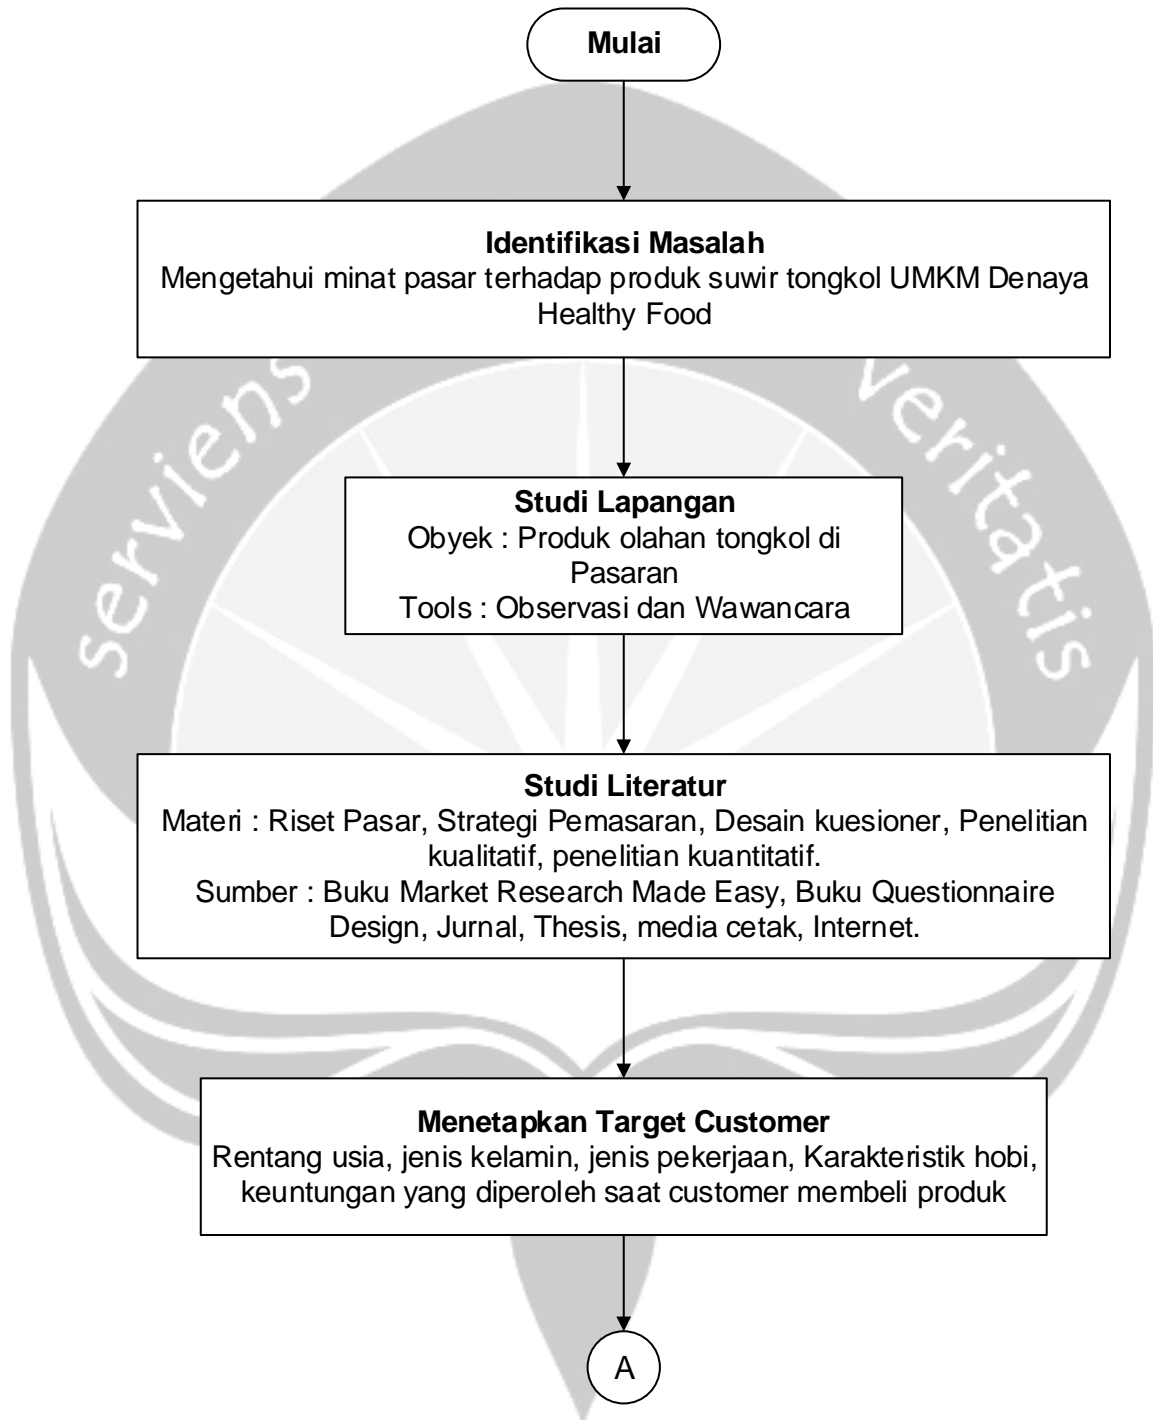 Mulai
Identifikasi Masalah
Mengetahui minat pasar terhadap produk suwir tongkol UMKM Denaya
Healthy Food
serviens
veritatis
Studi Lapangan
Obyek : Produk olahan tongkol di
Pasaran
Tools : Observasi dan Wawancara
Studi Literatur
Materi : Riset Pasar, Strategi Pemasaran, Desain kuesioner, Penelitian
kualitatif, penelitian kuantitatif.
Sumber : Buku Market Research Made Easy, Buku Questionnaire
Design, Jurnal, Thesis, media cetak, Internet.
Menetapkan Target Customer
Rentang usia, jenis kelamin, jenis pekerjaan, Karakteristik hobi,
keuntungan yang diperoleh saat customer membeli produk
A